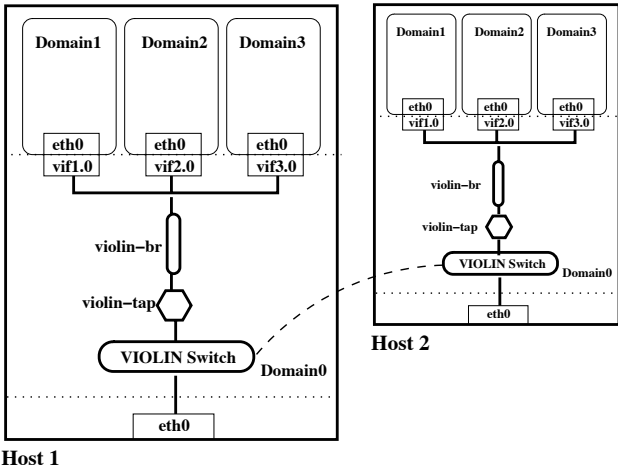 Domain1 Domain2 Domain3
eth0 eth0 eth0
vif1.0 vif2.0 vif3.0
violin-br
violin-tap
VIOLIN Switch
Domain0
eth0
Host 1
Domain1 Domain2 Domain3
eth0 eth0 eth0
vif1.0 vif2.0 vif3.0
violin-br
violin-tap
VIOLIN Switch
Domain0
eth0
Host 2